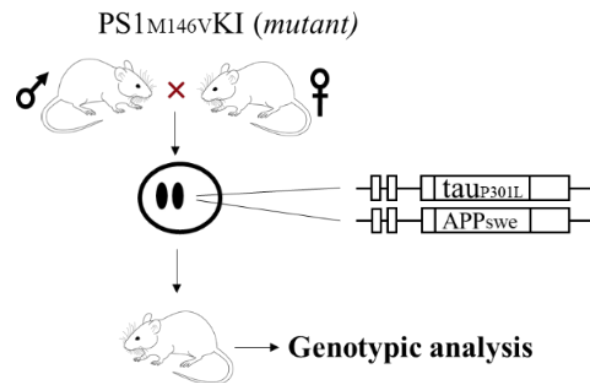 PS1M146VKI (mutant)
tauP301L
APPswe
Genotypic analysis